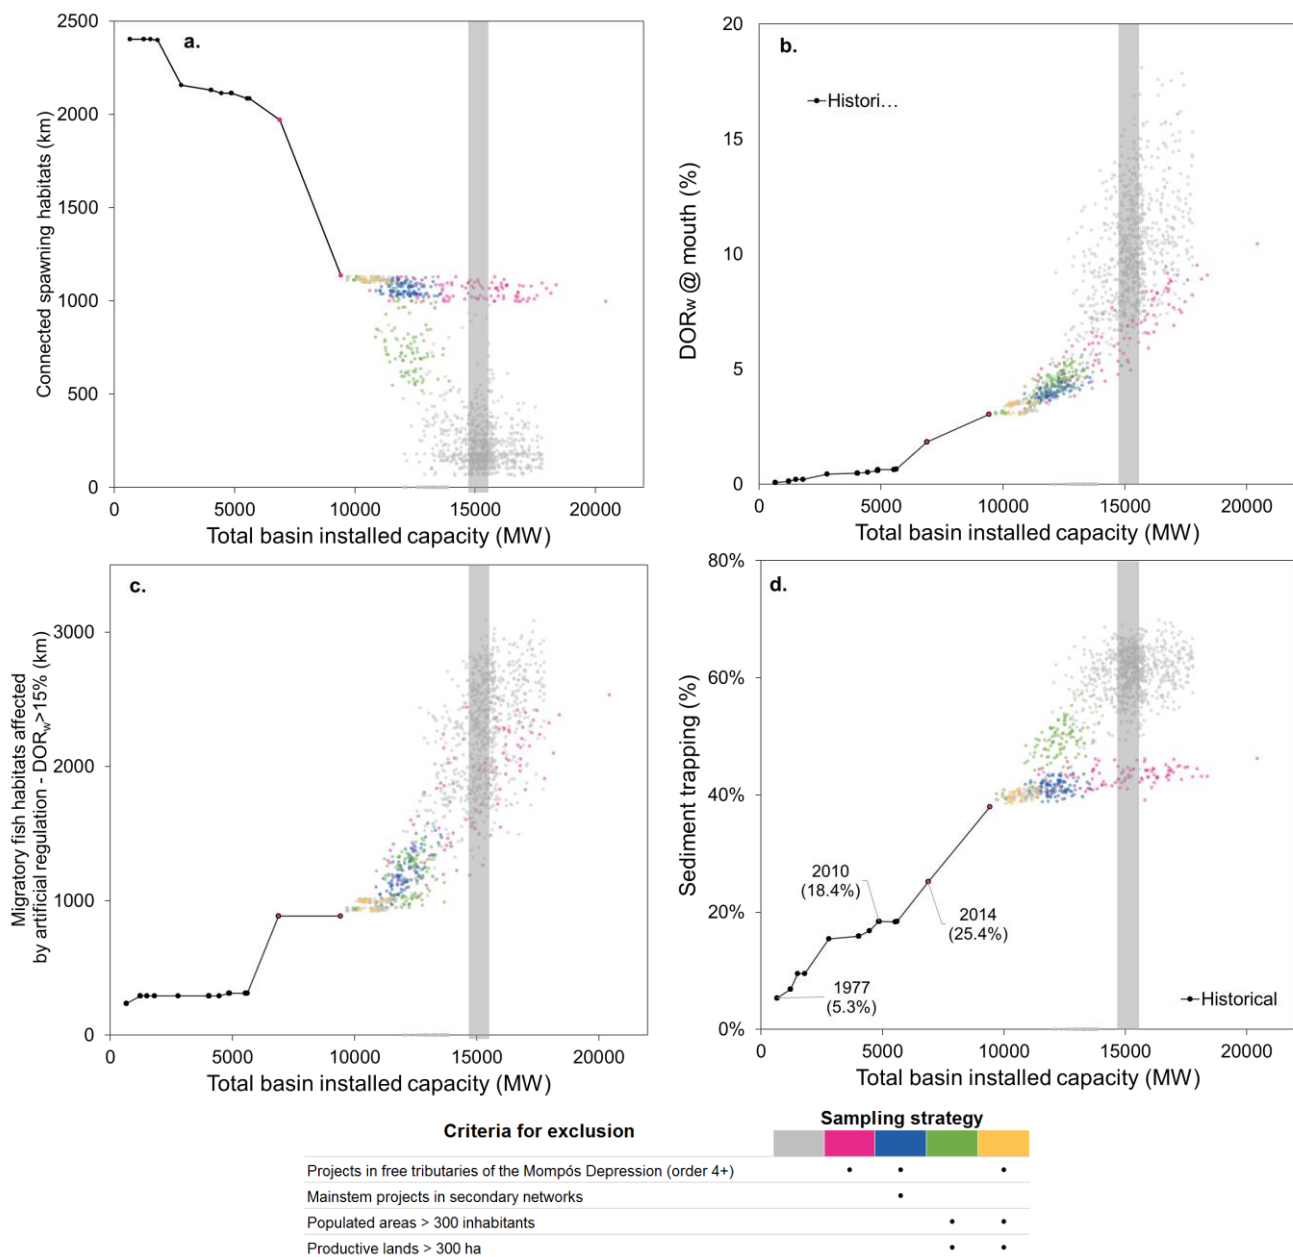 a.
2500
2000
1500
1000
500
0
Connected spawning habitats (km)
0 5000 10000 15000 20000
Total basin installed capacity (MW)
b.
20
15
10
5
0
DORw @ mouth (%)
Histori...
0 5000 10000 15000 20000
Total basin installed capacity (MW)
c.
3000
2000
1000
0
Migratory fish habitats affected
by artificial regulation - DORw>15% (km)
0 5000 10000 15000 20000
Total basin installed capacity (MW)
d.
80%
60%
40%
20%
0%
Sediment trapping (%)
2010
(18.4%)
2014
(25.4%)
1977
(5.3%)
Historical
0 5000 10000 15000 20000
Total basin installed capacity (MW)
Criteria for exclusion
Sampling strategy
Projects in free tributaries of the Mompós Depression (order 4+)
Mainstem projects in secondary networks
Populated areas > 300 inhabitants
Productive lands > 300 ha